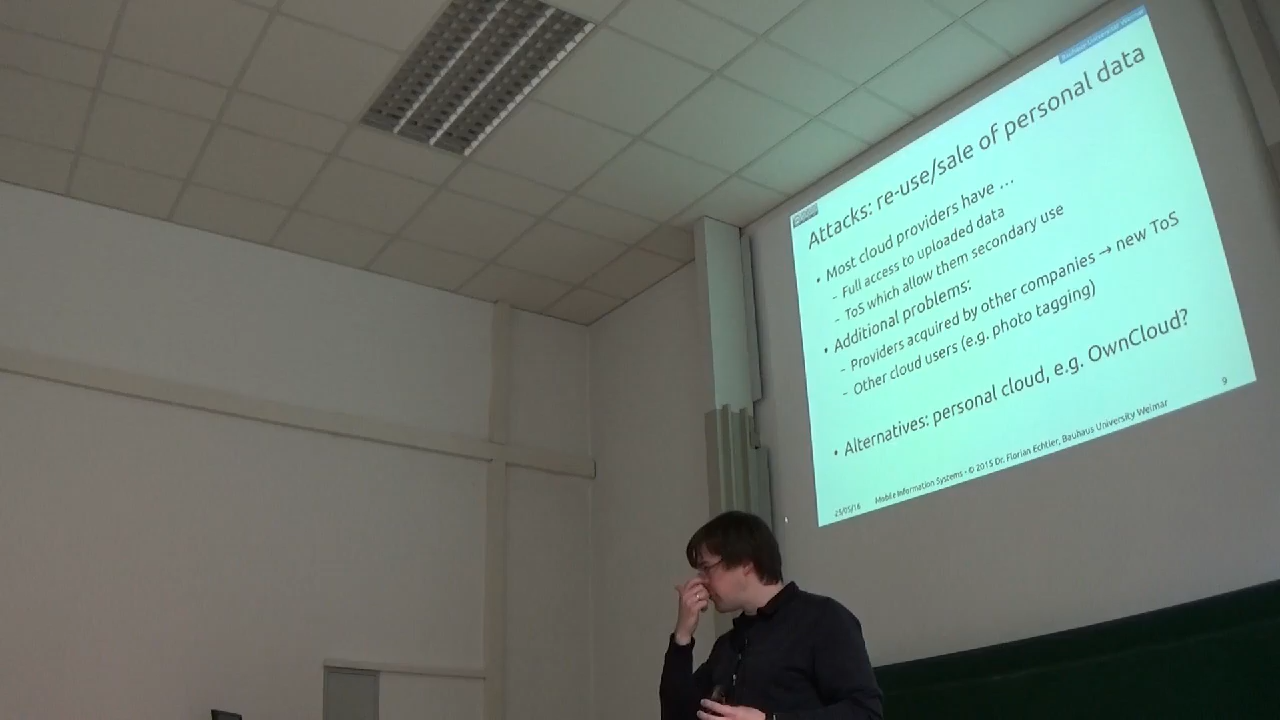 Attacks: re-use/sale of personal data
• Most cloud providers have ...
– Full access to uploaded data
– ToS which allow them secondary use
• Additional problems:
– Providers acquired by other companies → new ToS
– Other cloud users (e.g. photo tagging)
• Alternatives: personal cloud, e.g. OwnCloud?
25/05/16
Mobile Information Systems - © 2015 Dr. Florian Echtler, Bauhaus University Weimar
9